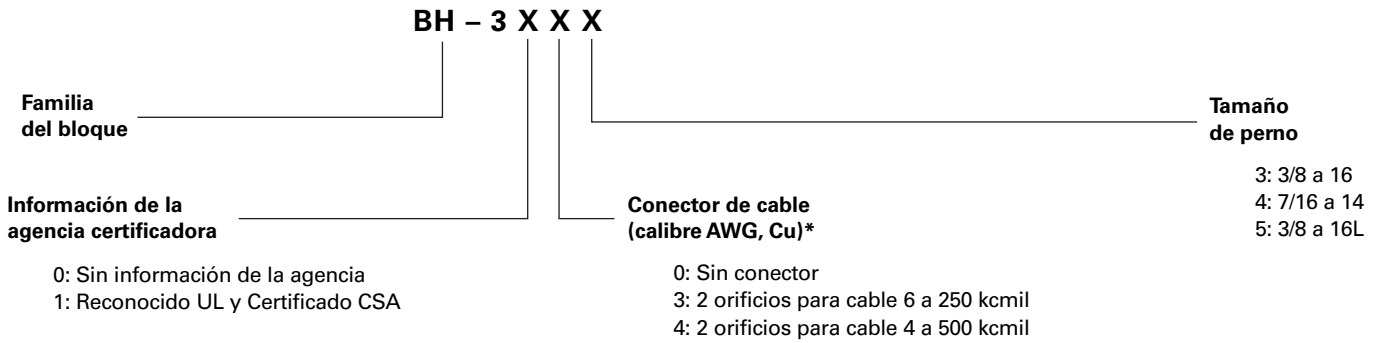 BH – 3 X X X
Familia
del bloque
Tamaño
de perno
3: 3/8 a 16
4: 7/16 a 14
5: 3/8 a 16L
Información de la
agencia certificadora
0: Sin información de la agencia
1: Reconocido UL y Certificado CSA
Conector de cable
(calibre AWG, Cu)*
0: Sin conector
3: 2 orificios para cable 6 a 250 kcmil
4: 2 orificios para cable 4 a 500 kcmil